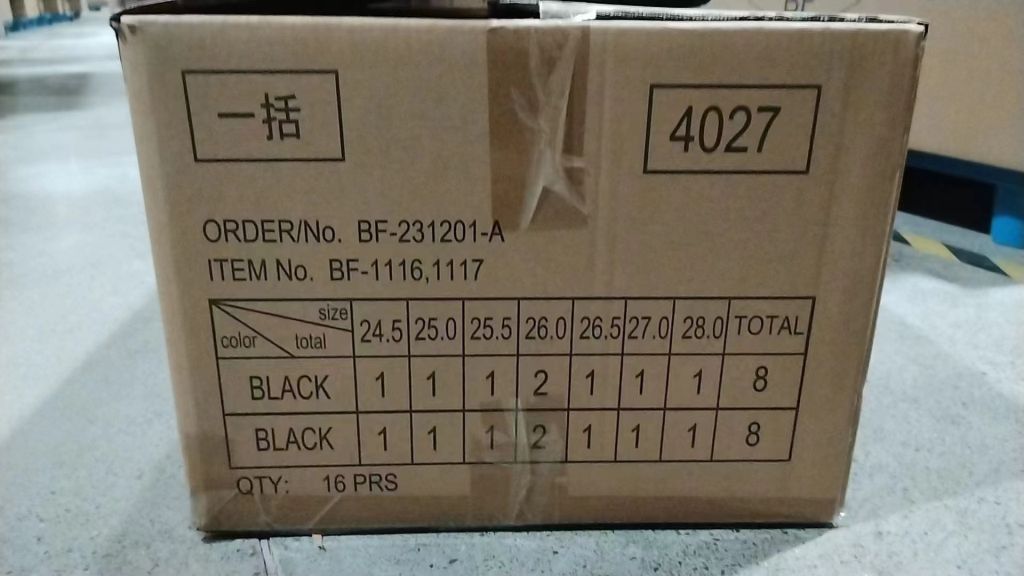 一括
4027
ORDER/No. BF-231201-A
ITEM No. BF-1116,1117
size
color total 24.5 25.0 25.5 26.0 26.5 27.0 28.0 TOTAL
BLACK 1 1 1 2 1 1 1 8
BLACK 1 1 1 2 1 1 1 8
QTY: 16 PRS